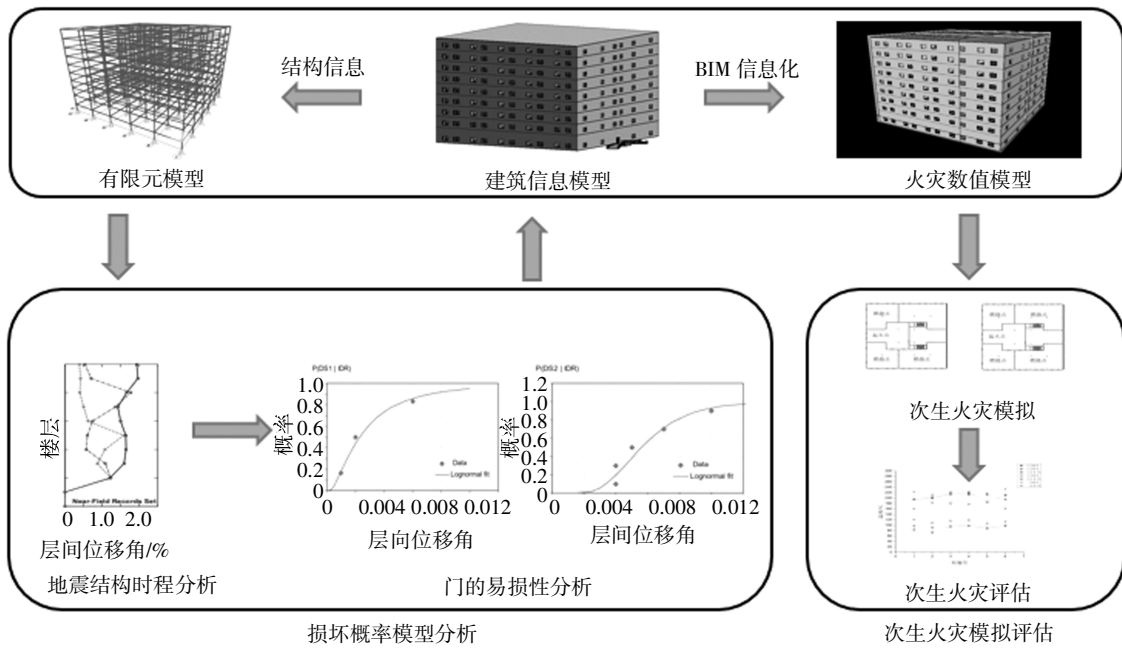 结构信息
BIM 信息化
有限元模型
建筑信息模型
火灾数值模型
楼层
Near-Field Records Set
0 1.0 2.0
层间位移角/%
地震结构时程分析
P(DS1 | IDR)
概率
1.0
0.8
0.6
0.4
0.2
0
Data
Lognormal fit
0 0.004 0.008 0.012
层向位移角
P(DS2 | IDR)
概率
1.2
1.0
0.8
0.6
0.4
0.2
0
Data
Lognormal fit
0.004 0.008 0.012
层间位移角
门的易损性分析
损坏概率模型分析
次生火灾模拟
次生火灾评估
次生火灾模拟评估